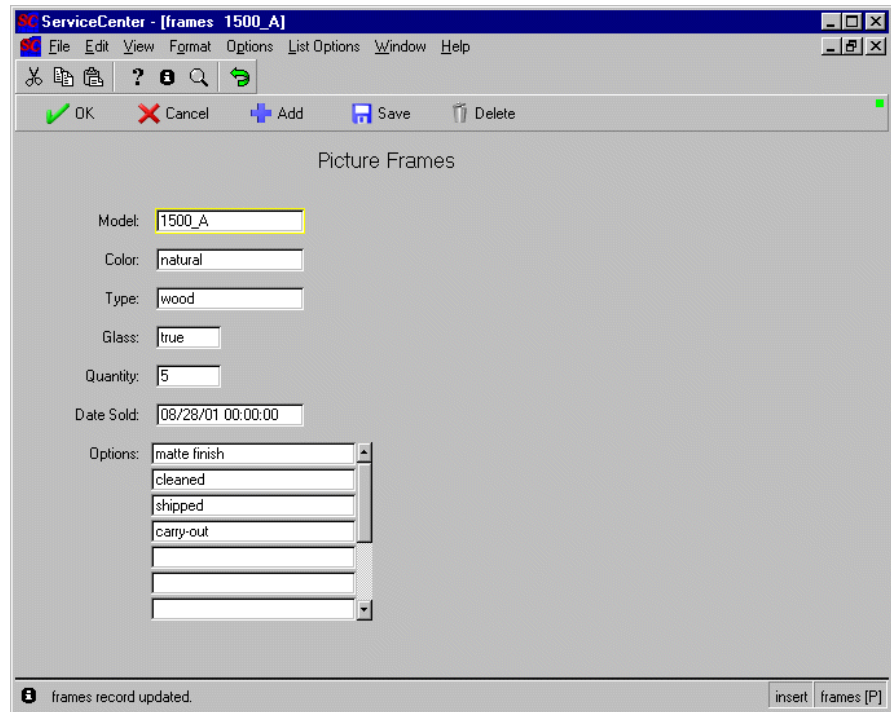 SC ServiceCenter - [frames 1500_A]
SC File Edit View Format Options List Options Window Help
?
OK Cancel Add Save Delete
Picture Frames
Model: 1500_A
Color: natural
Type: wood
Glass: true
Quantity: 5
Date Sold: 08/28/01 00:00:00
Options: matte finish
cleaned
shipped
carry-out
frames record updated. insert frames [P]